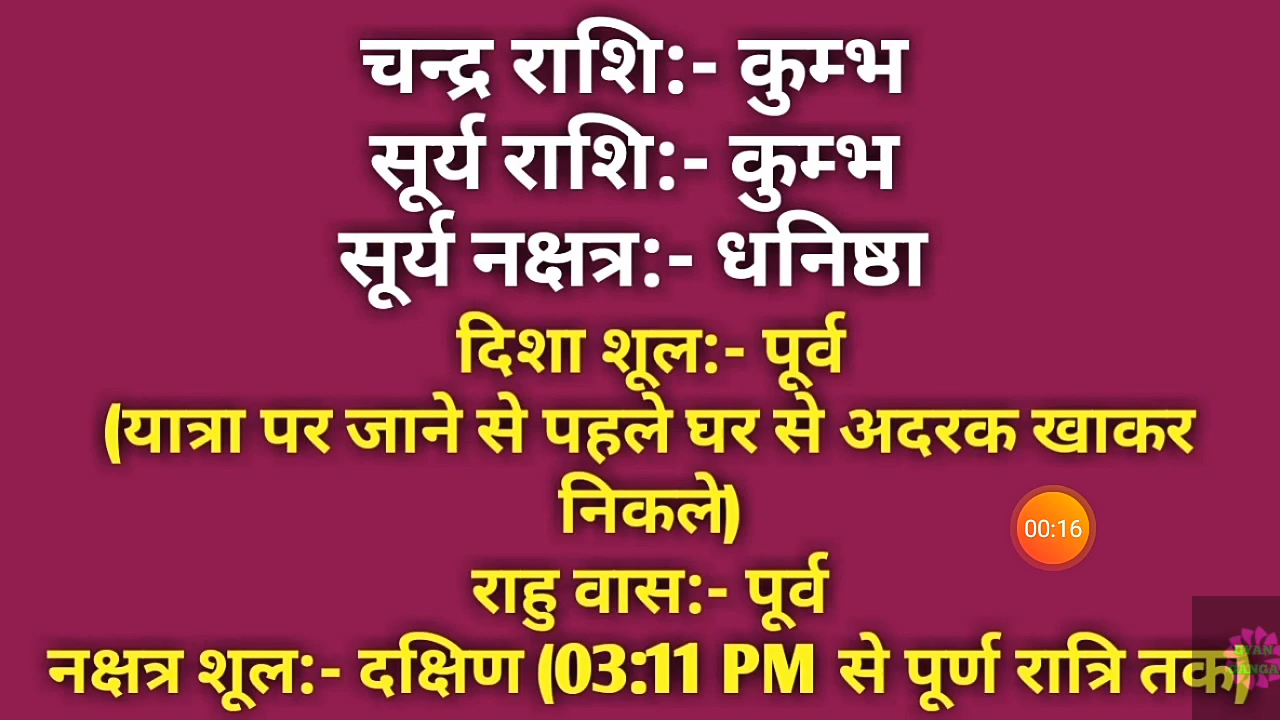 चन्द्र राशि:- कुम्भ
सूर्य राशि:- कुम्भ
सूर्य नक्षत्र:- धनिष्ठा
दिशा शूल:- पूर्व
(यात्रा पर जाने से पहले घर से अदरक खाकर
निकले)
00:16
राहु वास:- पूर्व
नक्षत्र शूल:- दक्षिण (03:11 PM से पूर्ण रात्रि तक)